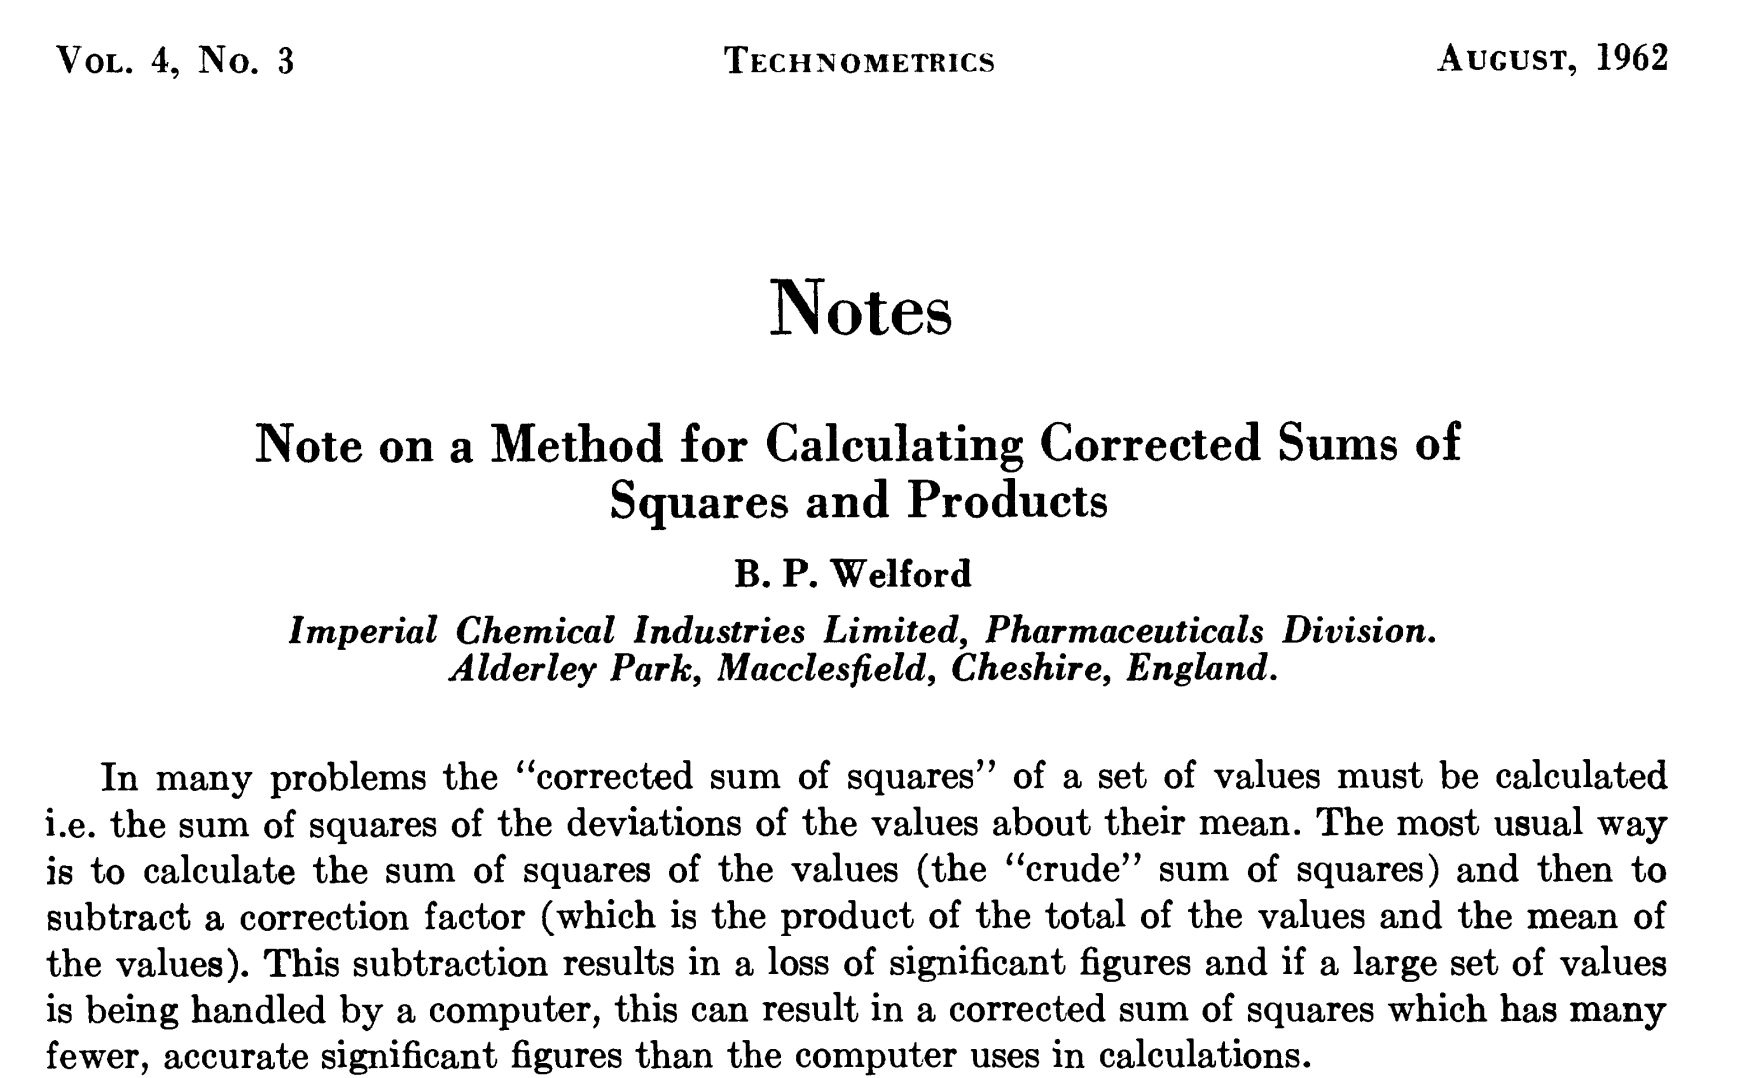 Vol. 4, No. 3 Technometrics August, 1962
Notes
Note on a Method for Calculating Corrected Sums of
Squares and Products
B. P. Welford
Imperial Chemical Industries Limited, Pharmaceuticals Division.
Alderley Park, Macclesfield, Cheshire, England.
In many problems the “corrected sum of squares” of a set of values must be calculated
i.e. the sum of squares of the deviations of the values about their mean. The most usual way
is to calculate the sum of squares of the values (the “crude” sum of squares) and then to
subtract a correction factor (which is the product of the total of the values and the mean of
the values). This subtraction results in a loss of significant figures and if a large set of values
is being handled by a computer, this can result in a corrected sum of squares which has many
fewer, accurate significant figures than the computer uses in calculations.